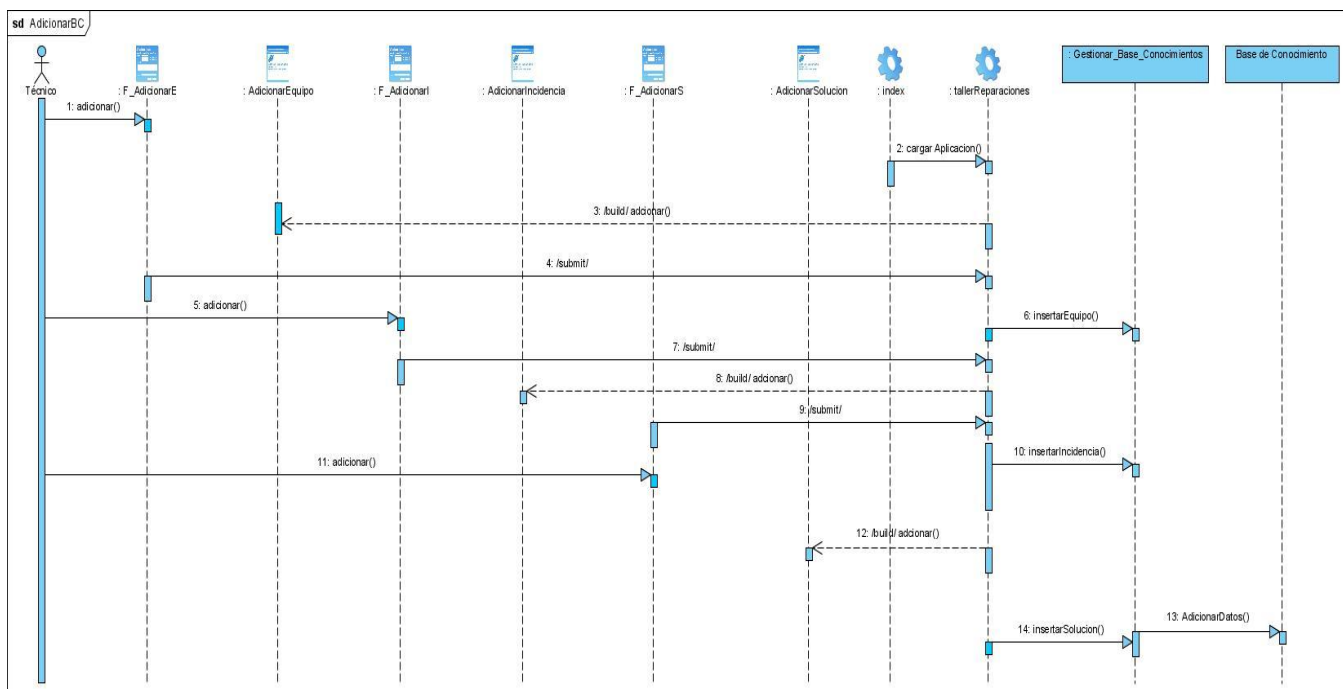 sd AdicionarBC
Técnico
: F_AdicionarE
: AdicionarEquipo
: F_AdicionarI
: AdicionarIncidencia
: F_AdicionarS
: AdicionarSolucion
: index
: tallerReparaciones
: Gestionar_Base_Conocimientos
Base de Conocimiento
1: adicionar()
2: cargar Aplicacion()
3: /build/ adcionar()
4: /submit/
5: adicionar()
6: insertarEquipo()
7: /submit/
8: /build/ adcionar()
9: /submit/
10: insertarIncidencia()
11: adicionar()
12: /build/ adcionar()
13: AdicionarDatos()
14: insertarSolucion()